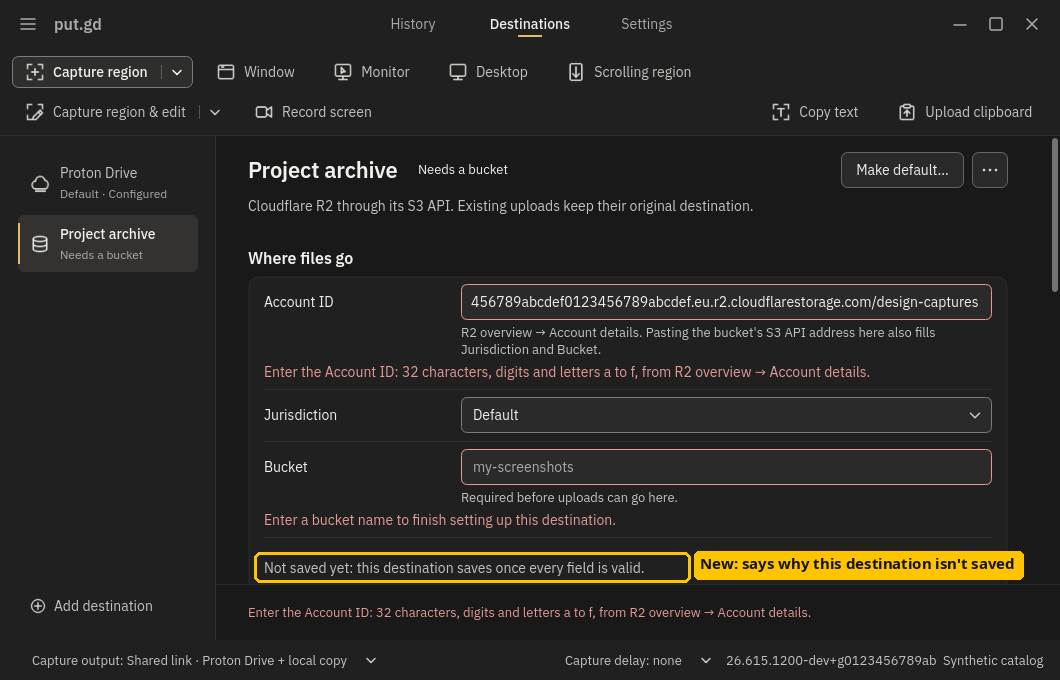 put.gd
History
Destinations
Settings
Capture region
Window
Monitor
Desktop
Scrolling region
Capture region & edit
Record screen
Copy text
Upload clipboard
Proton Drive
Default · Configured
Project archive
Needs a bucket
Add destination
Project archive
Needs a bucket
Make default...
Cloudflare R2 through its S3 API. Existing uploads keep their original destination.
Where files go
Account ID
456789abcdef0123456789abcdef.eu.r2.cloudflarestorage.com/design-captures
R2 overview → Account details. Pasting the bucket's S3 API address here also fills
Jurisdiction and Bucket.
Enter the Account ID: 32 characters, digits and letters a to f, from R2 overview → Account details.
Jurisdiction
Default
Bucket
my-screenshots
Required before uploads can go here.
Enter a bucket name to finish setting up this destination.
Not saved yet: this destination saves once every field is valid.
New: says why this destination isn't saved
Enter the Account ID: 32 characters, digits and letters a to f, from R2 overview → Account details.
Capture output: Shared link · Proton Drive + local copy
Capture delay: none
26.615.1200-dev+g0123456789ab
Synthetic catalog